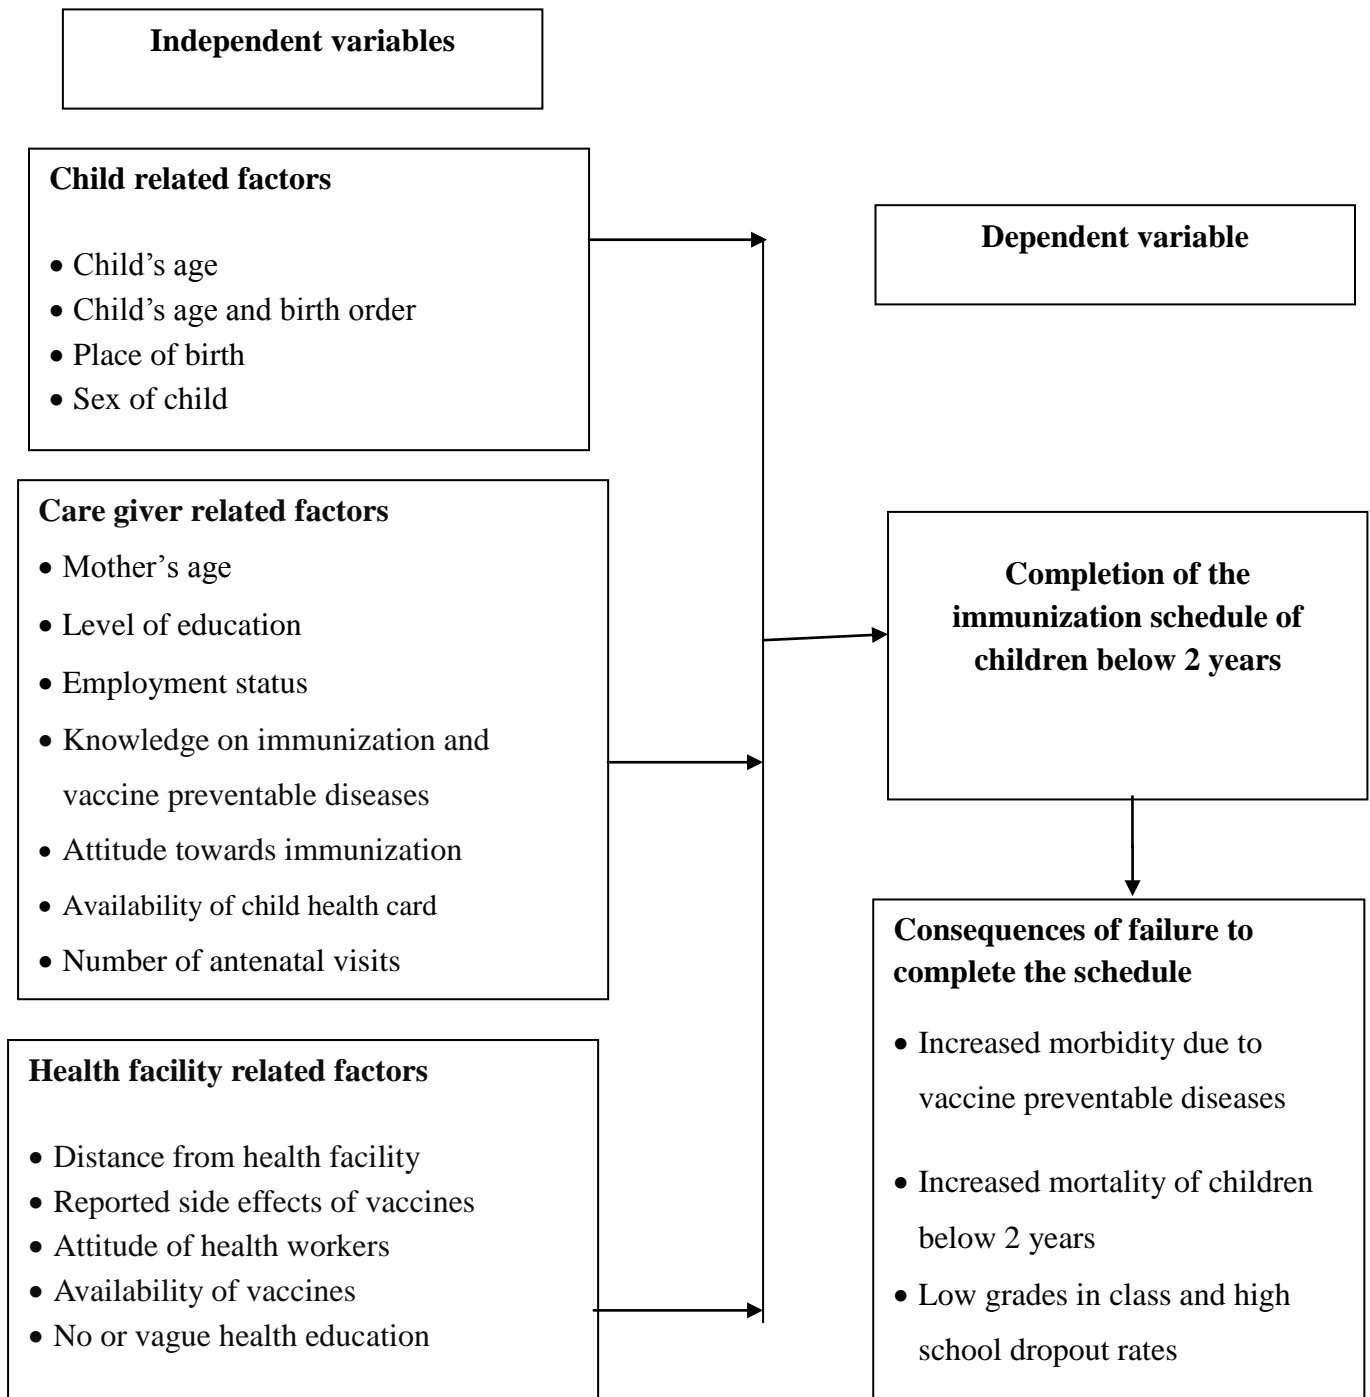 Independent variables
Child related factors
• Child’s age
• Child’s age and birth order
• Place of birth
• Sex of child
Care giver related factors
• Mother’s age
• Level of education
• Employment status
• Knowledge on immunization and
vaccine preventable diseases
• Attitude towards immunization
• Availability of child health card
• Number of antenatal visits
Health facility related factors
• Distance from health facility
• Reported side effects of vaccines
• Attitude of health workers
• Availability of vaccines
• No or vague health education
Dependent variable
Completion of the
immunization schedule of
children below 2 years
Consequences of failure to
complete the schedule
• Increased morbidity due to
vaccine preventable diseases
• Increased mortality of children
below 2 years
• Low grades in class and high
school dropout rates